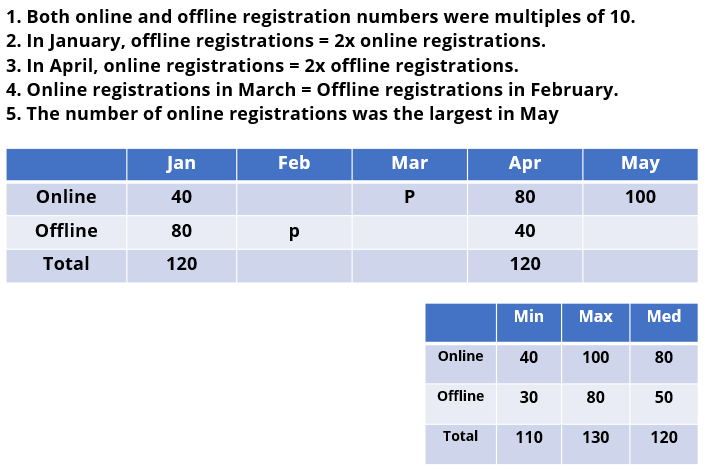 1. Both online and offline registration numbers were multiples of 10.
2. In January, offline registrations = 2x online registrations.
3. In April, online registrations = 2x offline registrations.
4. Online registrations in March = Offline registrations in February.
5. The number of online registrations was the largest in May
Jan Feb Mar Apr May
Online 40 P 80 100
Offline 80 p 40
Total 120 120
Min Max Med
Online 40 100 80
Offline 30 80 50
Total 110 130 120